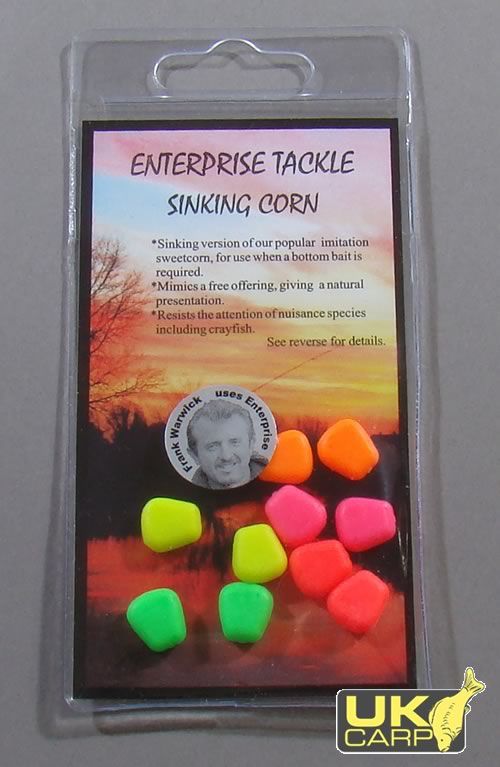 ENTERPRISE TACKLE
SINKING CORN
*Sinking version of our popular imitation
sweetcorn, for use when a bottom bait is
required.
*Mimics a free offering, giving a natural
presentation.
*Resists the attention of nuisance species
including crayfish.
See reverse for details.
Frank Warwick uses Enterprise
UK
CARP